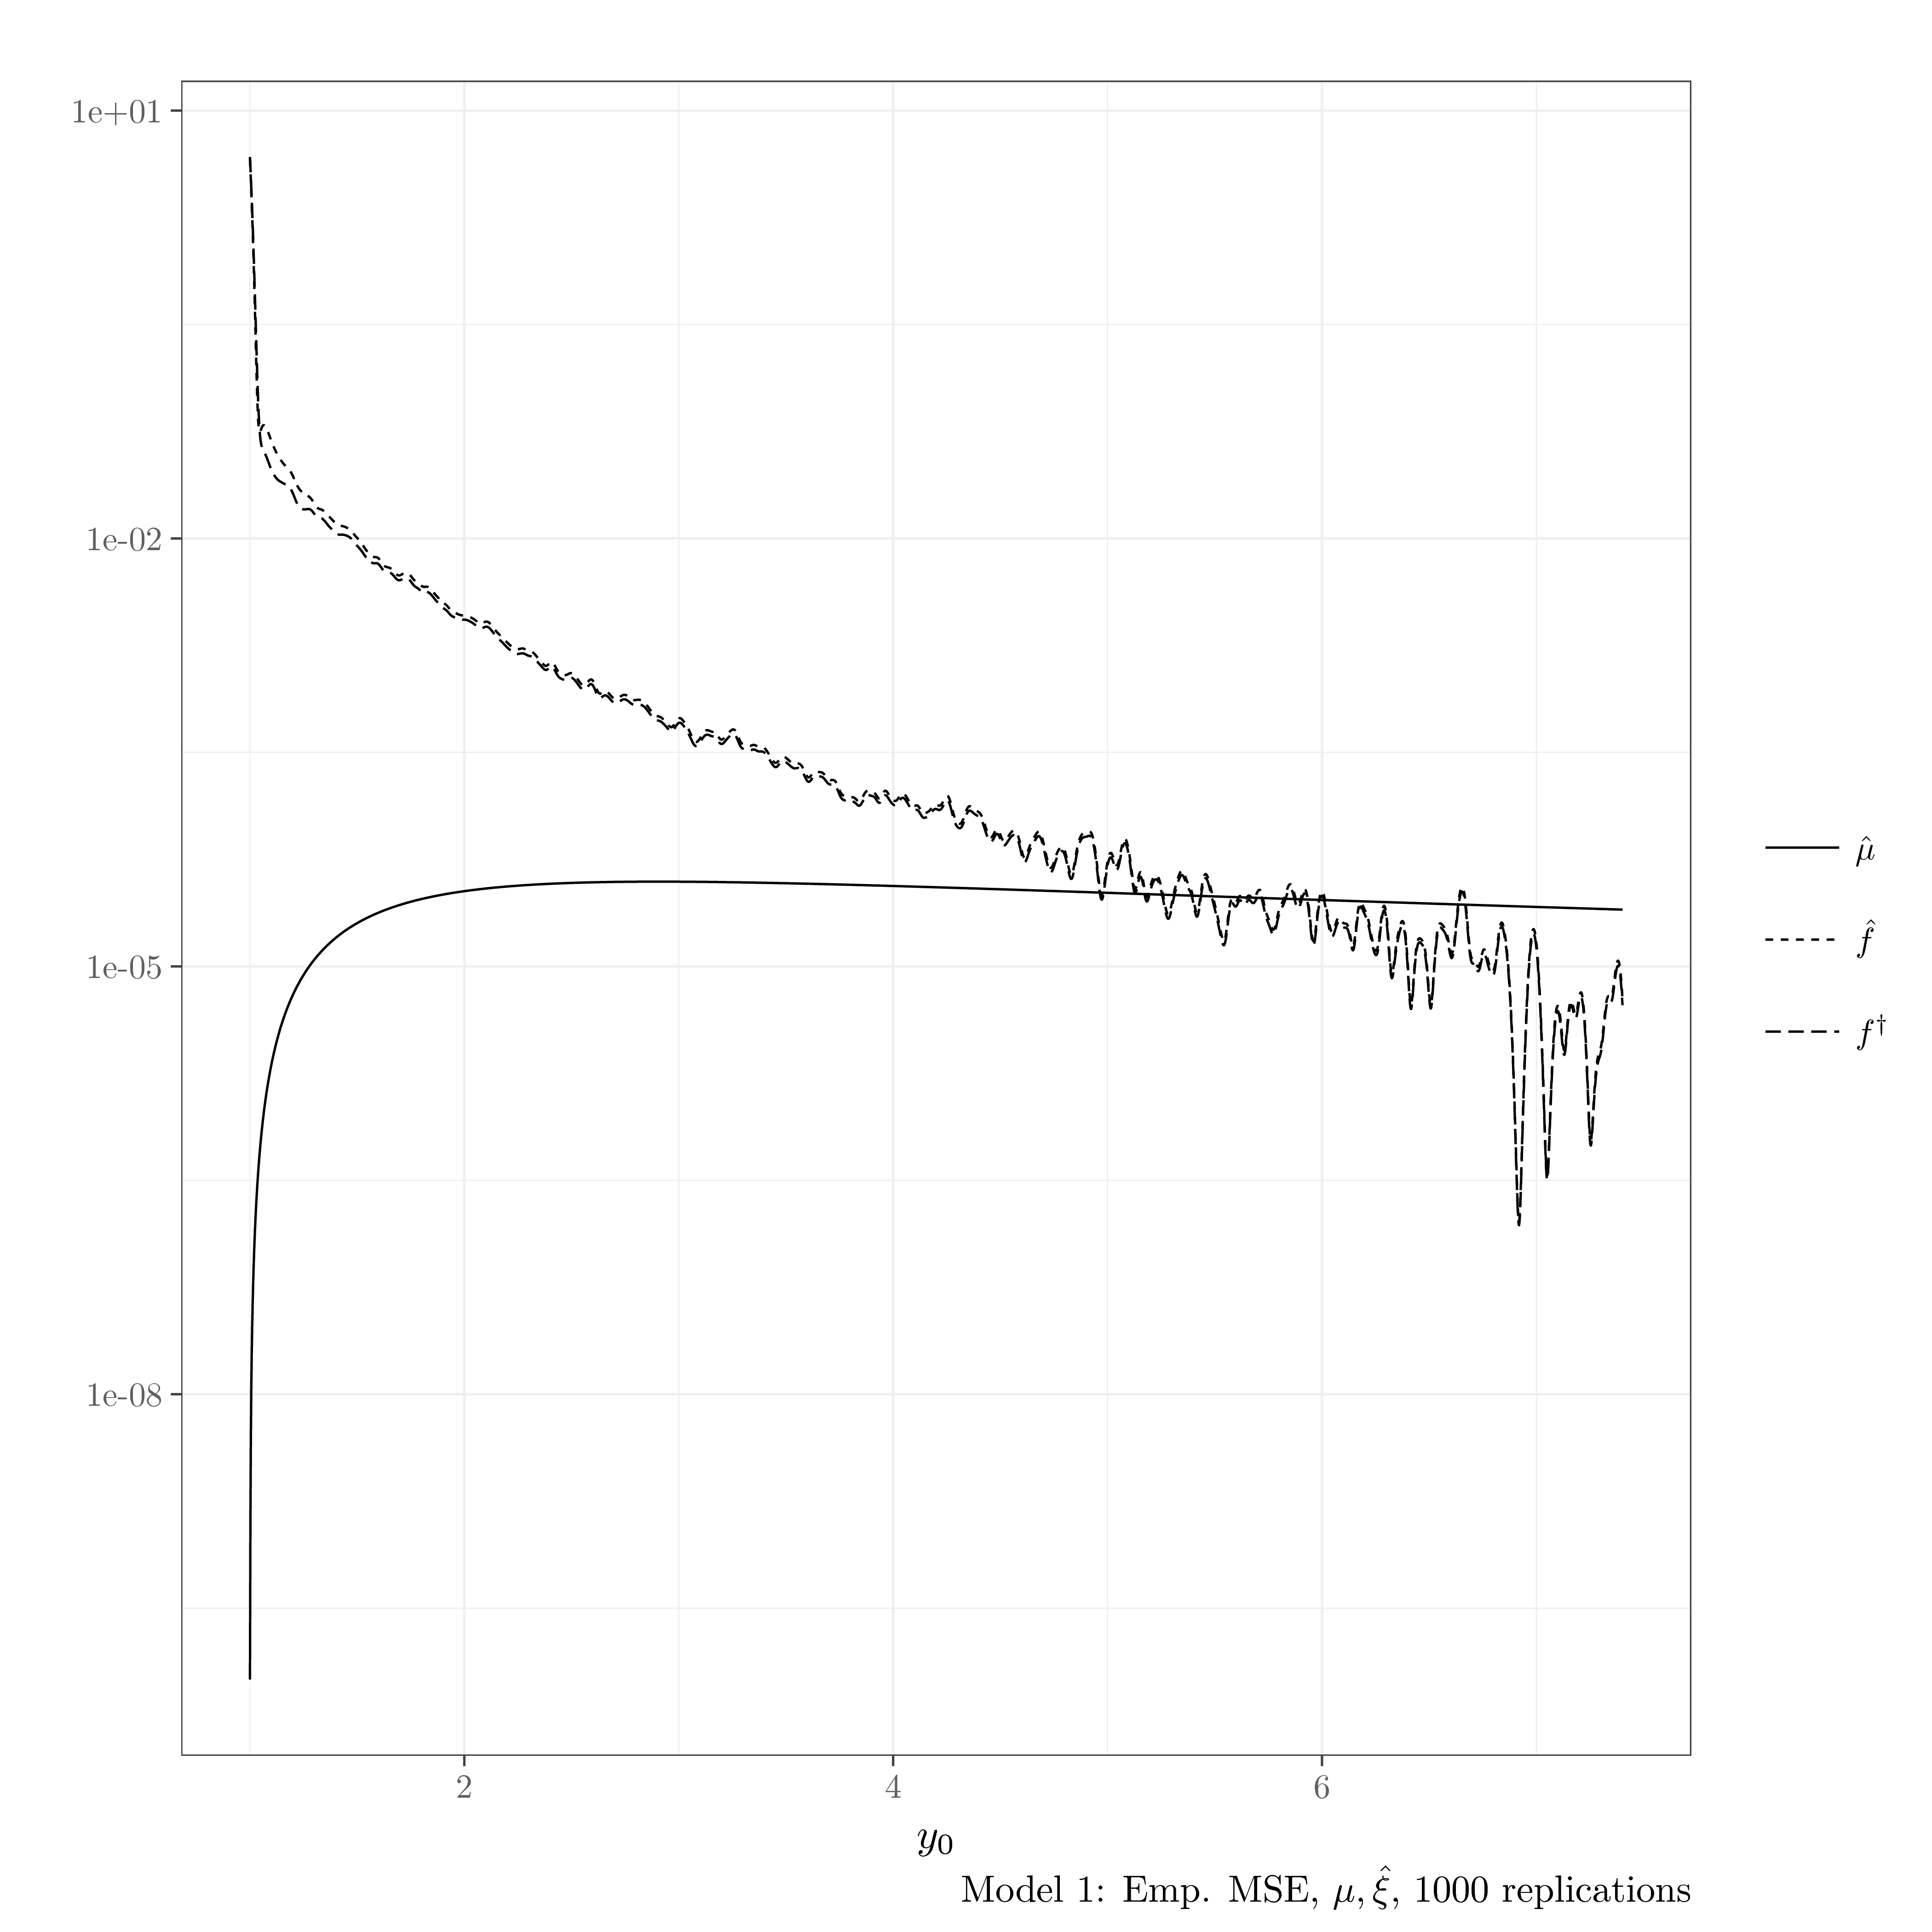 1e+01
1e-02
1e-05
1e-08
2 4 6
y₀
μ̂
f̂
f†
Model 1: Emp. MSE, μ, ξ̂, 1000 replications